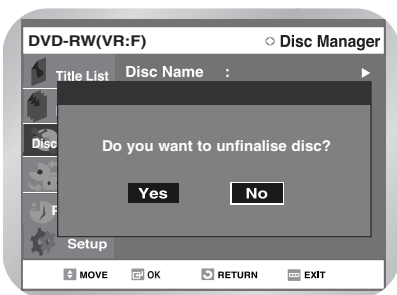 DVD-RW(VR:F) Disc Manager
Title List Disc Name :
Disc
Do you want to unfinalise disc?
Yes No
Setup
MOVE OK RETURN EXIT